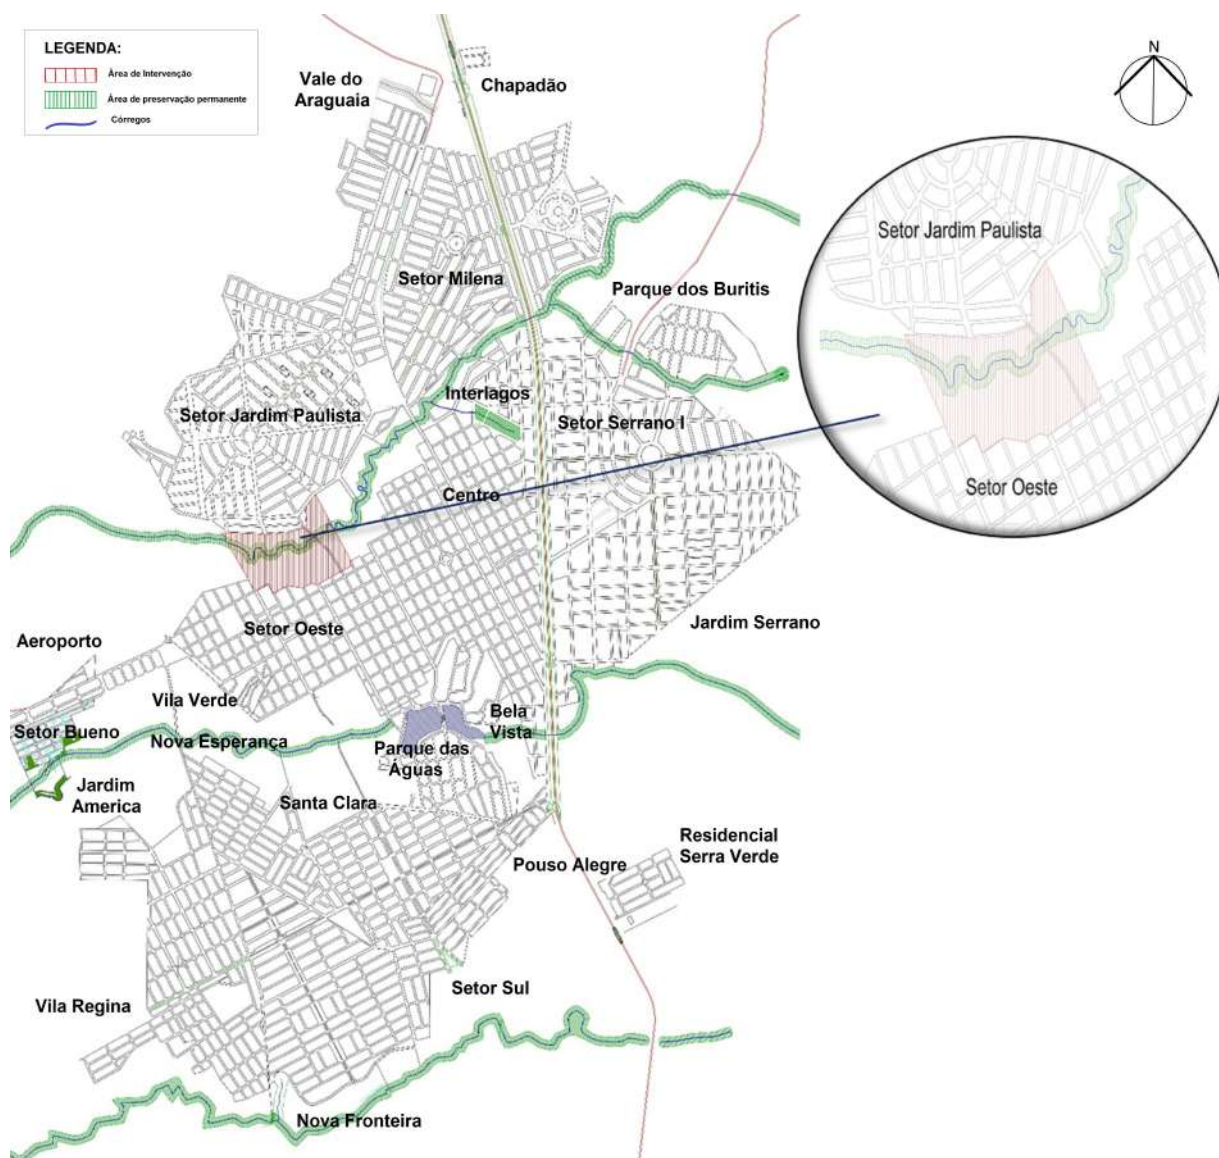 LEGENDA:
Área de Intervenção
Área de preservação permanente
Córregos
N
Chapadão
Vale do
Araguaia
Setor Jardim Paulista
Setor Oeste
Setor Milena
Parque dos Buritis
Interlagos
Setor Jardim Paulista
Setor Serrano I
Centro
Setor Oeste
Jardim Serrano
Aeroporto
Vila Verde
Setor Bueno
Nova Esperança
Bela
Vista
Parque das
Águas
Jardim
America
Santa Clara
Pouso Alegre
Residencial
Serra Verde
Setor Sul
Vila Regina
Nova Fronteira